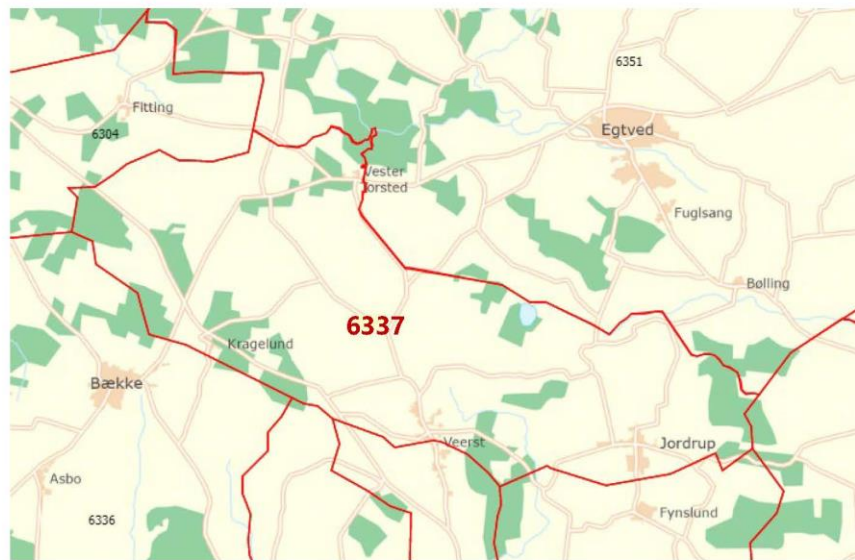 6351
Fitting
6304
Egtved
Vester
Torsted
Fuglsang
Bølling
6337
Kragelund
Bække
Veerst
Jordrup
Asbo
Fynslund
6336